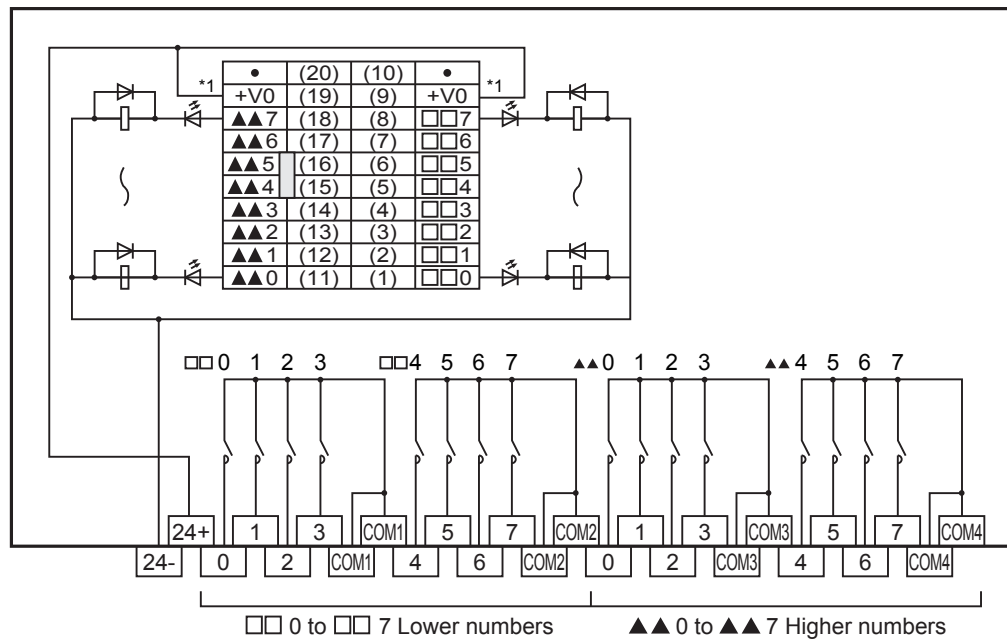 ● (20) (10) ●
*1 +V0 (19) (9) +V0 *1
▲▲7 (18) (8) □□7
▲▲6 (17) (7) □□6
▲▲5 (16) (6) □□5
▲▲4 (15) (5) □□4
▲▲3 (14) (4) □□3
▲▲2 (13) (3) □□2
▲▲1 (12) (2) □□1
▲▲0 (11) (1) □□0
□□0 1 2 3 □□4 5 6 7 ▲▲0 1 2 3 ▲▲4 5 6 7
24+ 1 3 COM1 5 7 COM2 1 3 COM3 5 7 COM4
24- 0 2 COM1 4 6 COM2 0 2 COM3 4 6 COM4
□□ 0 to □□ 7 Lower numbers ▲▲ 0 to ▲▲ 7 Higher numbers